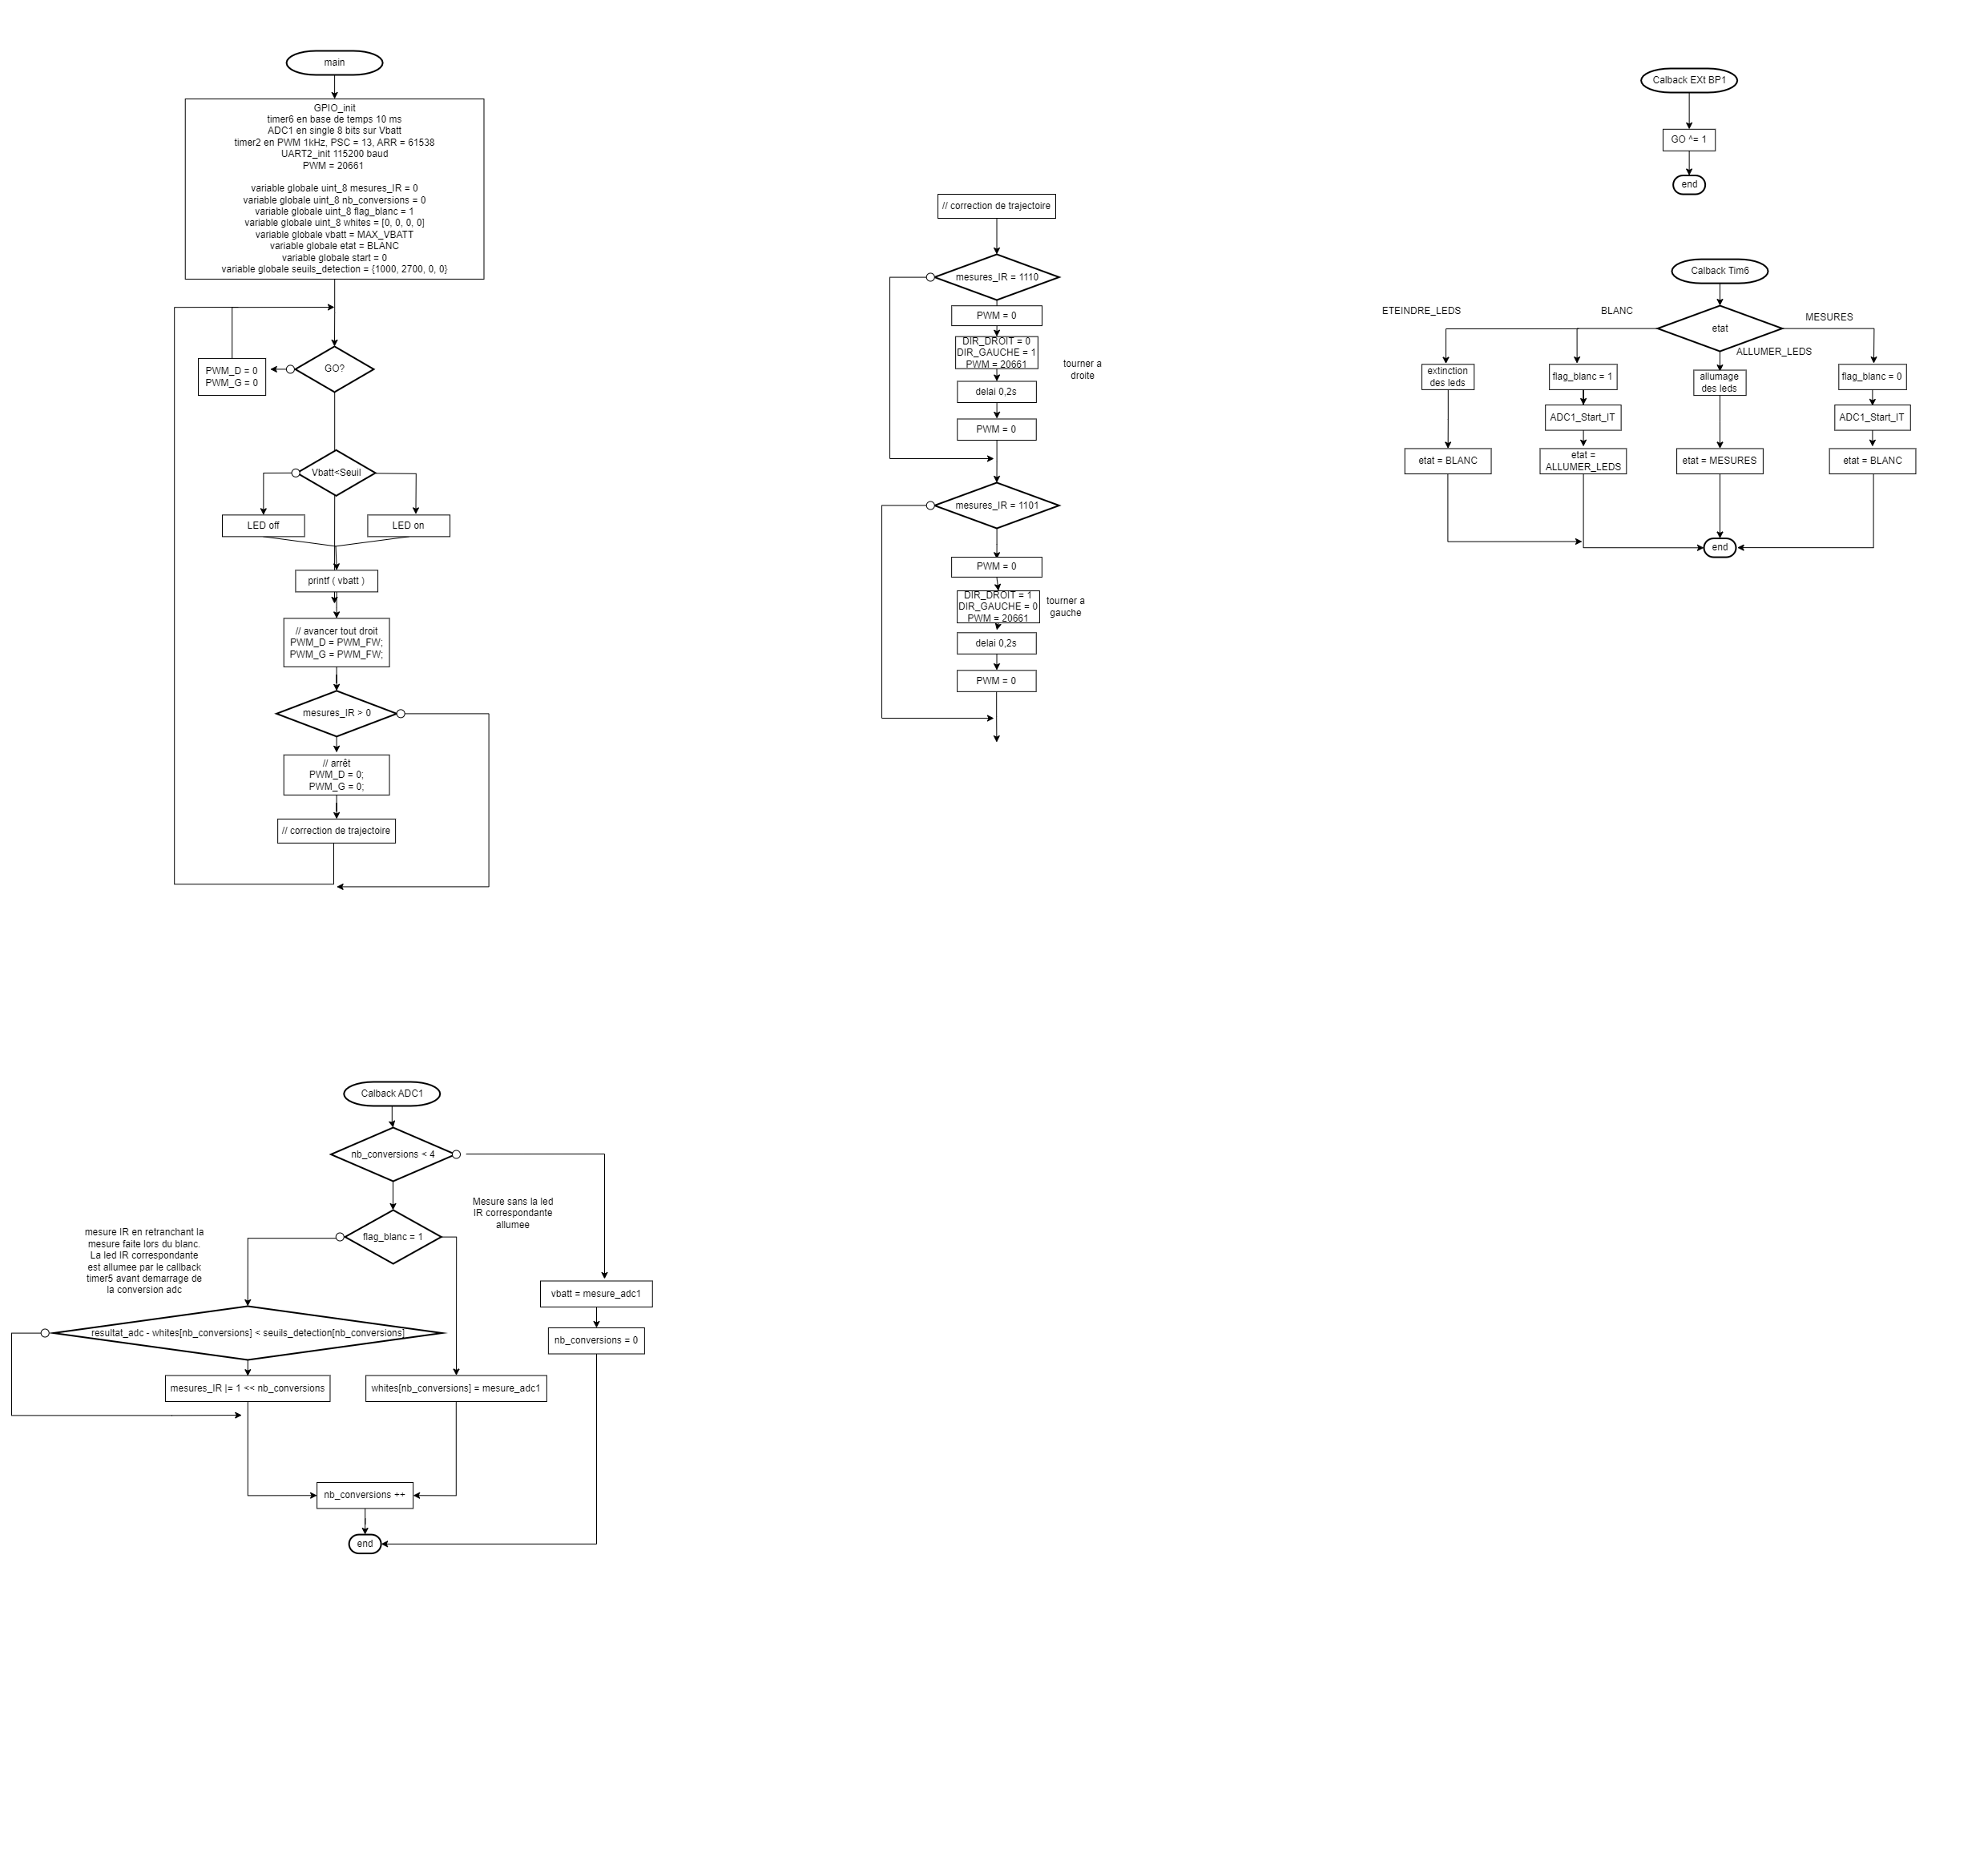 main
GPIO_init
timer6 en base de temps 10 ms
ADC1 en single 8 bits sur Vbatt
timer2 en PWM 1kHz, PSC = 13, ARR = 61538
UART2_init 115200 baud
PWM = 20661
variable globale uint_8 mesures_IR = 0
variable globale uint_8 nb_conversions = 0
variable globale uint_8 flag_blanc = 1
variable globale uint_8 whites = [0, 0, 0, 0]
variable globale vbatt = MAX_VBATT
variable globale etat = BLANC
variable globale start = 0
variable globale seuils_detection = {1000, 2700, 0, 0}
GO?
PWM_D = 0
PWM_G = 0
Vbatt<Seuil
LED off
LED on
printf ( vbatt )
// avancer tout droit
PWM_D = PWM_FW;
PWM_G = PWM_FW;
mesures_IR > 0
// arrêt
PWM_D = 0;
PWM_G = 0;
// correction de trajectoire
// correction de trajectoire
mesures_IR = 1110
PWM = 0
DIR_DROIT = 0
DIR_GAUCHE = 1
PWM = 20661
tourner a
droite
delai 0,2s
PWM = 0
mesures_IR = 1101
PWM = 0
DIR_DROIT = 1
DIR_GAUCHE = 0
PWM = 20661
tourner a
gauche
delai 0,2s
PWM = 0
Calback EXt BP1
GO ^= 1
end
Calback Tim6
etat
ETEINDRE_LEDS
BLANC
MESURES
ALLUMER_LEDS
extinction
des leds
flag_blanc = 1
allumage
des leds
flag_blanc = 0
ADC1_Start_IT
ADC1_Start_IT
etat = BLANC
etat =
ALLUMER_LEDS
etat = MESURES
etat = BLANC
end
Calback ADC1
nb_conversions < 4
Mesure sans la led
IR correspondante
allumee
flag_blanc = 1
mesure IR en retranchant la
mesure faite lors du blanc.
La led IR correspondante
est allumee par le callback
timer5 avant demarrage de
la conversion adc
vbatt = mesure_adc1
nb_conversions = 0
resultat_adc - whites[nb_conversions] < seuils_detection[nb_conversions]
mesures_IR |= 1 << nb_conversions
whites[nb_conversions] = mesure_adc1
nb_conversions ++
end